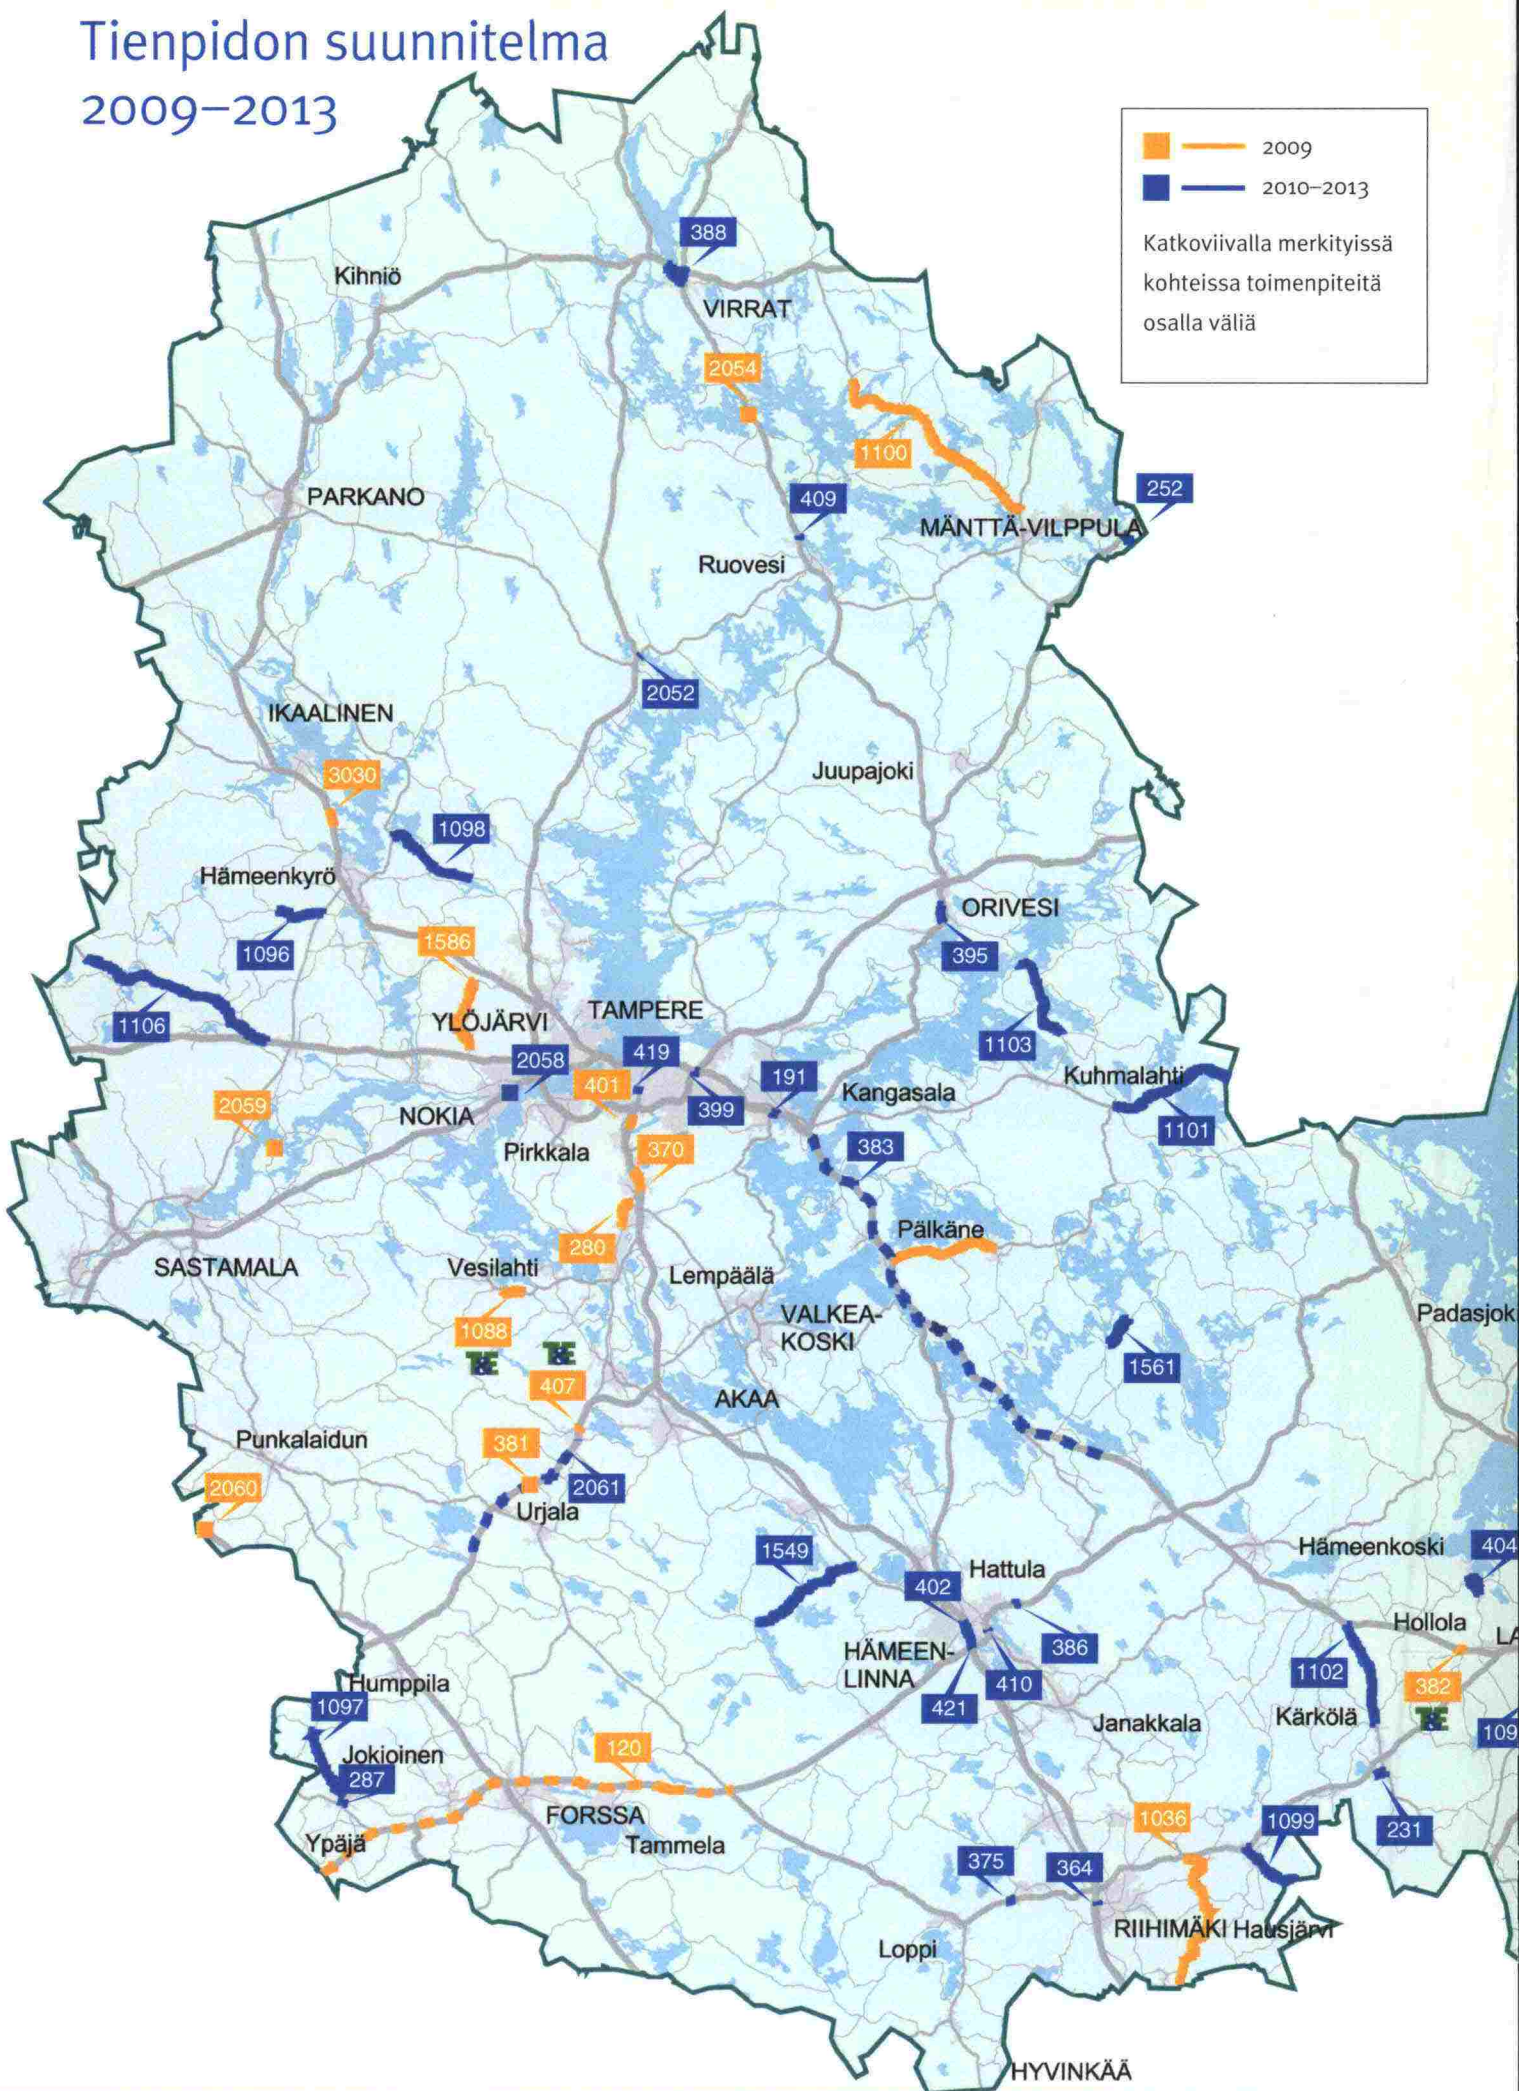 Tienpidon suunnitelma
2009–2013
2009
2010–2013
Katkoviivalla merkityissä
kohteissa toimenpiteitä
osalla väliä
388
Kihniö
VIRRAT
2054
1100
PARKANO
409
252
MÄNTTÄ-VILPPULA
Ruovesi
2052
IKAALINEN
3030
Juupajoki
1098
Hämeenkyrö
ORIVESI
1096
1586
395
1106
YLÖJÄRVI
TAMPERE
1103
2058
419
191
Kuhmalahti
2059
401
Kangasala
NOKIA
399
1101
Pirkkala
370
383
Pälkäne
280
SASTAMALA
Vesilahti
Lempäälä
VALKEA-
KOSKI
Padasjok
1088
1561
T&E
T&E
407
AKAA
Punkalaidun
381
2060
2061
Urjala
1549
Hämeenkoski
404
402
Hattula
Hollola
LA
HÄMEEN-
LINNA
386
1102
410
382
Humppila
1097
421
Janakkala
Kärkölä
T&E
109
Jokioinen
287
120
FORSSA
Ypäjä
Tammela
1036
1099
231
375
364
RIIHIMÄKI
Hausjärvi
Loppi
HYVINKÄÄ